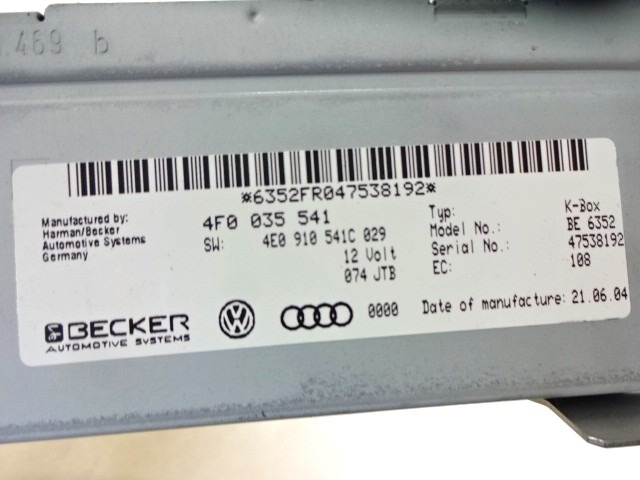 469 b
*6352FR047538192*
Manufactured by:
Harman/Becker
Automotive Systems
Germany
4F0 035 541
SW: 4E0 910 541C 029
12 Volt
074 JTB
Typ: K-Box
Model No.: BE 6352
Serial No.: 47538192
EC: 108
BECKER
AUTOMOTIVE SYSTEMS
0000
Date of manufacture: 21.06.04